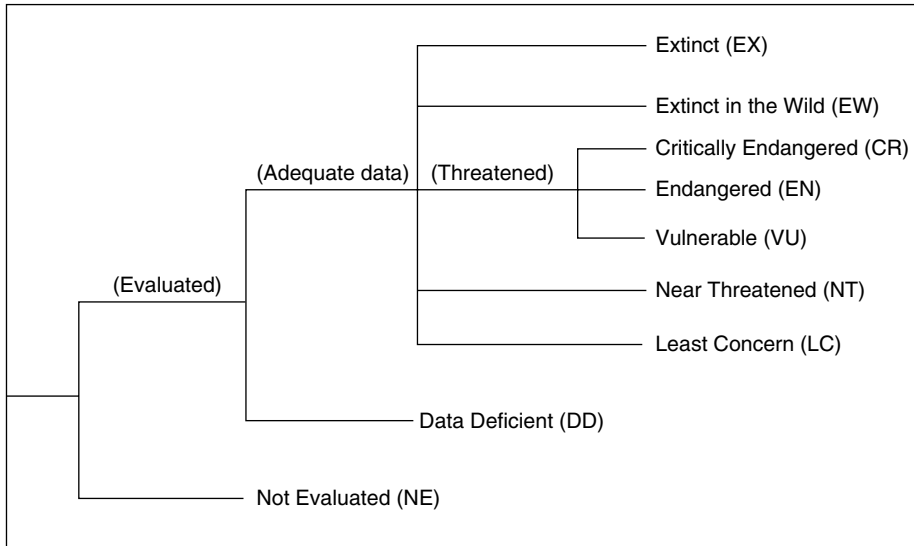 Extinct (EX)
Extinct in the Wild (EW)
Critically Endangered (CR)
(Adequate data)
(Threatened)
Endangered (EN)
Vulnerable (VU)
(Evaluated)
Near Threatened (NT)
Least Concern (LC)
Data Deficient (DD)
Not Evaluated (NE)